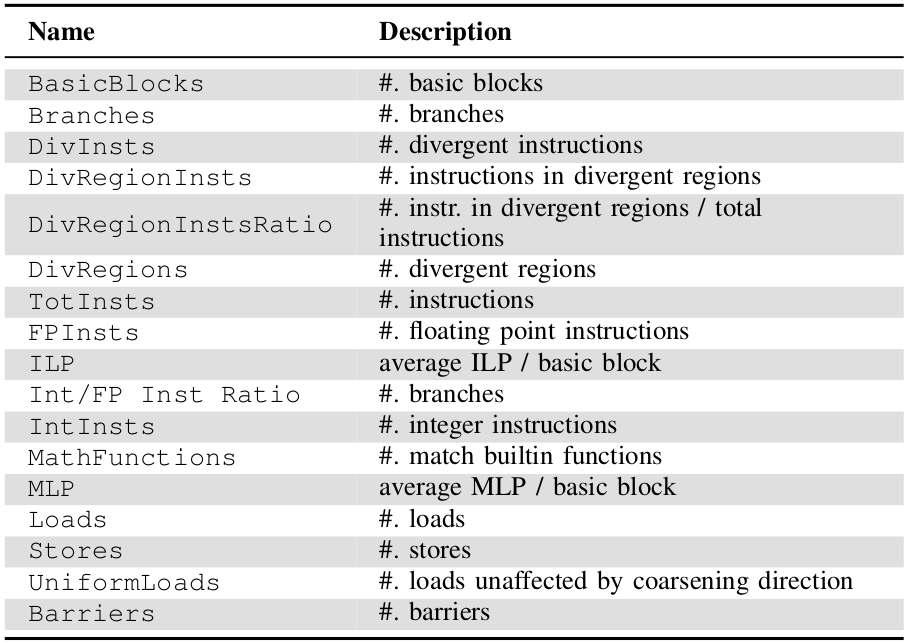 Name Description
BasicBlocks #. basic blocks
Branches #. branches
DivInsts #. divergent instructions
DivRegionInsts #. instructions in divergent regions
DivRegionInstsRatio #. instr. in divergent regions / total
instructions
DivRegions #. divergent regions
TotInsts #. instructions
FPInsts #. floating point instructions
ILP average ILP / basic block
Int/FP Inst Ratio #. branches
IntInsts #. integer instructions
MathFunctions #. match builtin functions
MLP average MLP / basic block
Loads #. loads
Stores #. stores
UniformLoads #. loads unaffected by coarsening direction
Barriers #. barriers